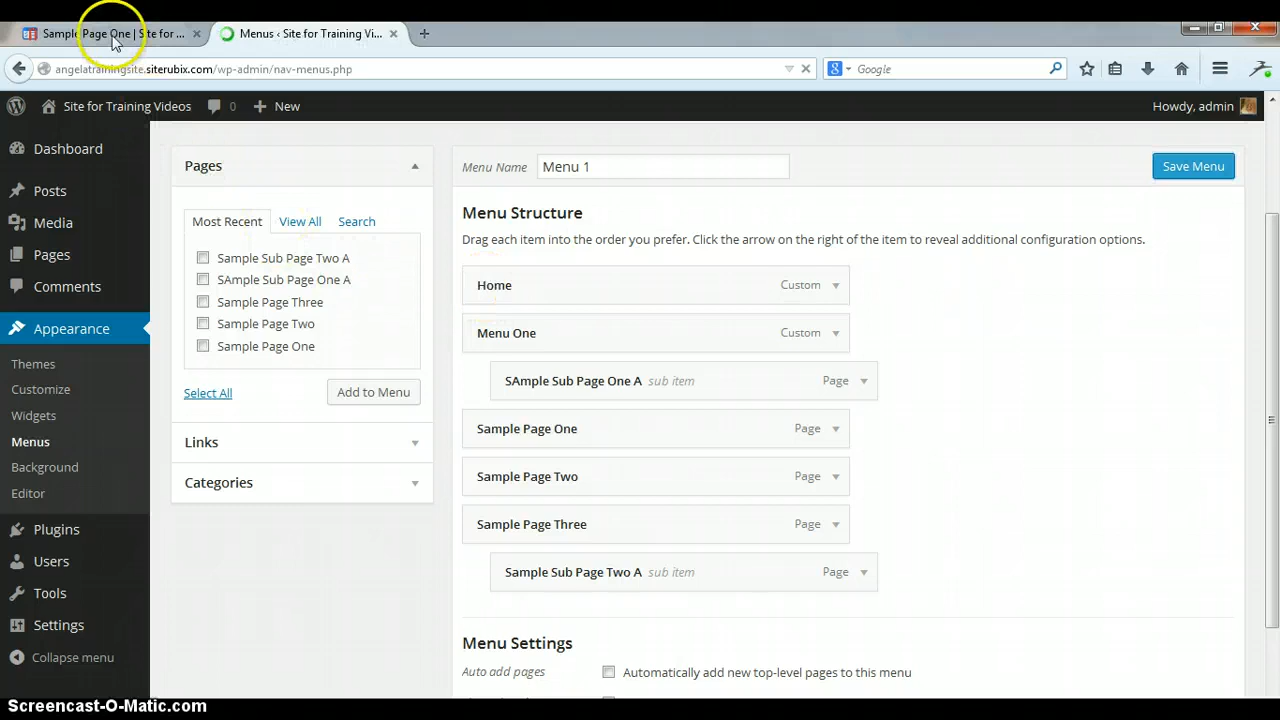 Sample Page One | Site for ...
Menus ‹ Site for Training Vi...
angelatrainingsite.siterubix.com/wp-admin/nav-menus.php
Google
Site for Training Videos
0
New
Howdy, admin
Dashboard
Posts
Media
Pages
Comments
Appearance
Themes
Customize
Widgets
Menus
Background
Editor
Plugins
Users
Tools
Settings
Collapse menu
Pages
Most Recent
View All
Search
Sample Sub Page Two A
SAmple Sub Page One A
Sample Page Three
Sample Page Two
Sample Page One
Select All
Add to Menu
Links
Categories
Menu Name
Menu 1
Save Menu
Menu Structure
Drag each item into the order you prefer. Click the arrow on the right of the item to reveal additional configuration options.
Home Custom
Menu One Custom
SAmple Sub Page One A sub item Page
Sample Page One Page
Sample Page Two Page
Sample Page Three Page
Sample Sub Page Two A sub item Page
Menu Settings
Auto add pages
Automatically add new top-level pages to this menu
Screencast-O-Matic.com